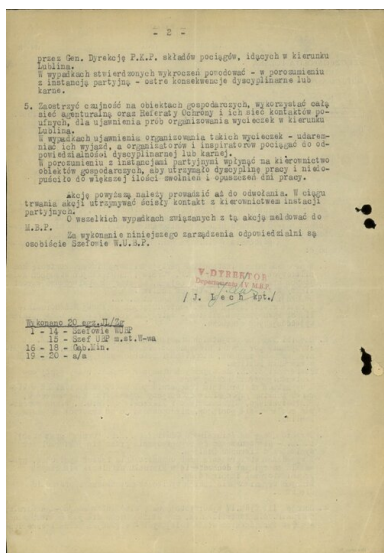 - 2 -
przez Gen. Dyrekcję P.K.P. składów pociągów, idących w kierunku
Lublina.
W wypadkach stwierdzonych wykroczeń powodować - w porozumieniu
z instancją partyjną - ostre konsekwencje dyscyplinarne lub
karne.
5. Zaostrzyć czujność na obiektach gospodarczych, wykorzystać całą
sieć agenturalną oraz Referaty Ochrony i ich sieć kontaktów po-
ufnych, dla ujawnienia prób organizowania wycieczek w kierunku
Lublina.
W wypadkach ujawnienia organizowania takich wycieczek - udarem-
niać ich wyjazd, a organizatorów i inspiratorów pociągać do od-
powiedzialności dyscyplinarnej lub karnej.
W porozumieniu z instancjami partyjnymi wpłynąć na kierownictwo
obiektów gospodarczych, aby utrzymało dyscyplinę pracy i niedo-
puściło do większej ilości zwolnień i opuszczeń dni pracy.
Akcję powyższą należy prowadzić aż do odwołania. W ciągu
trwania akcji utrzymywać ścisły kontakt z kierownictwem instancji
partyjnych.
O wszelkich wypadkach związanych z tą akcją meldować do
M.B.P.
Za wykonanie niniejszego zarządzenia odpowiedzialni są
osobiście Szefowie W.U.B.P.
V-DYREKTOR
Departamentu IV M.B.P.
/ J. Lech kpt./
Wykonano 20 egz.
1 - 14 - Szefowie WUBP
15 - Szef UBP m.st.W-wa
16 - 18 - Gab.Min.
19 - 20 - a/a